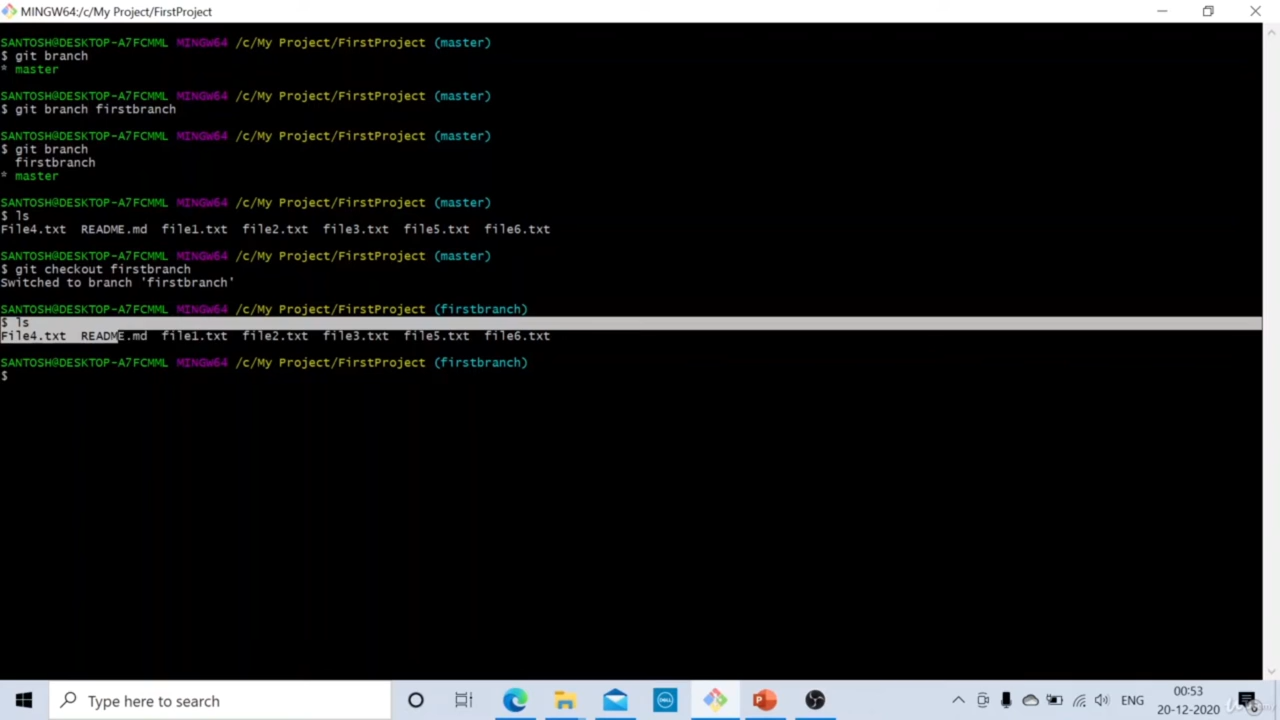 MINGW64:/c/My Project/FirstProject
SANTOSH@DESKTOP-A7FCMML MINGW64 /c/My Project/FirstProject (master)
$ git branch
* master
SANTOSH@DESKTOP-A7FCMML MINGW64 /c/My Project/FirstProject (master)
$ git branch firstbranch
SANTOSH@DESKTOP-A7FCMML MINGW64 /c/My Project/FirstProject (master)
$ git branch
firstbranch
* master
SANTOSH@DESKTOP-A7FCMML MINGW64 /c/My Project/FirstProject (master)
$ ls
File4.txt README.md file1.txt file2.txt file3.txt file5.txt file6.txt
SANTOSH@DESKTOP-A7FCMML MINGW64 /c/My Project/FirstProject (master)
$ git checkout firstbranch
Switched to branch 'firstbranch'
SANTOSH@DESKTOP-A7FCMML MINGW64 /c/My Project/FirstProject (firstbranch)
$ ls
File4.txt README.md file1.txt file2.txt file3.txt file5.txt file6.txt
SANTOSH@DESKTOP-A7FCMML MINGW64 /c/My Project/FirstProject (firstbranch)
$
Type here to search
DELL
ENG
00:53
20-12-2020